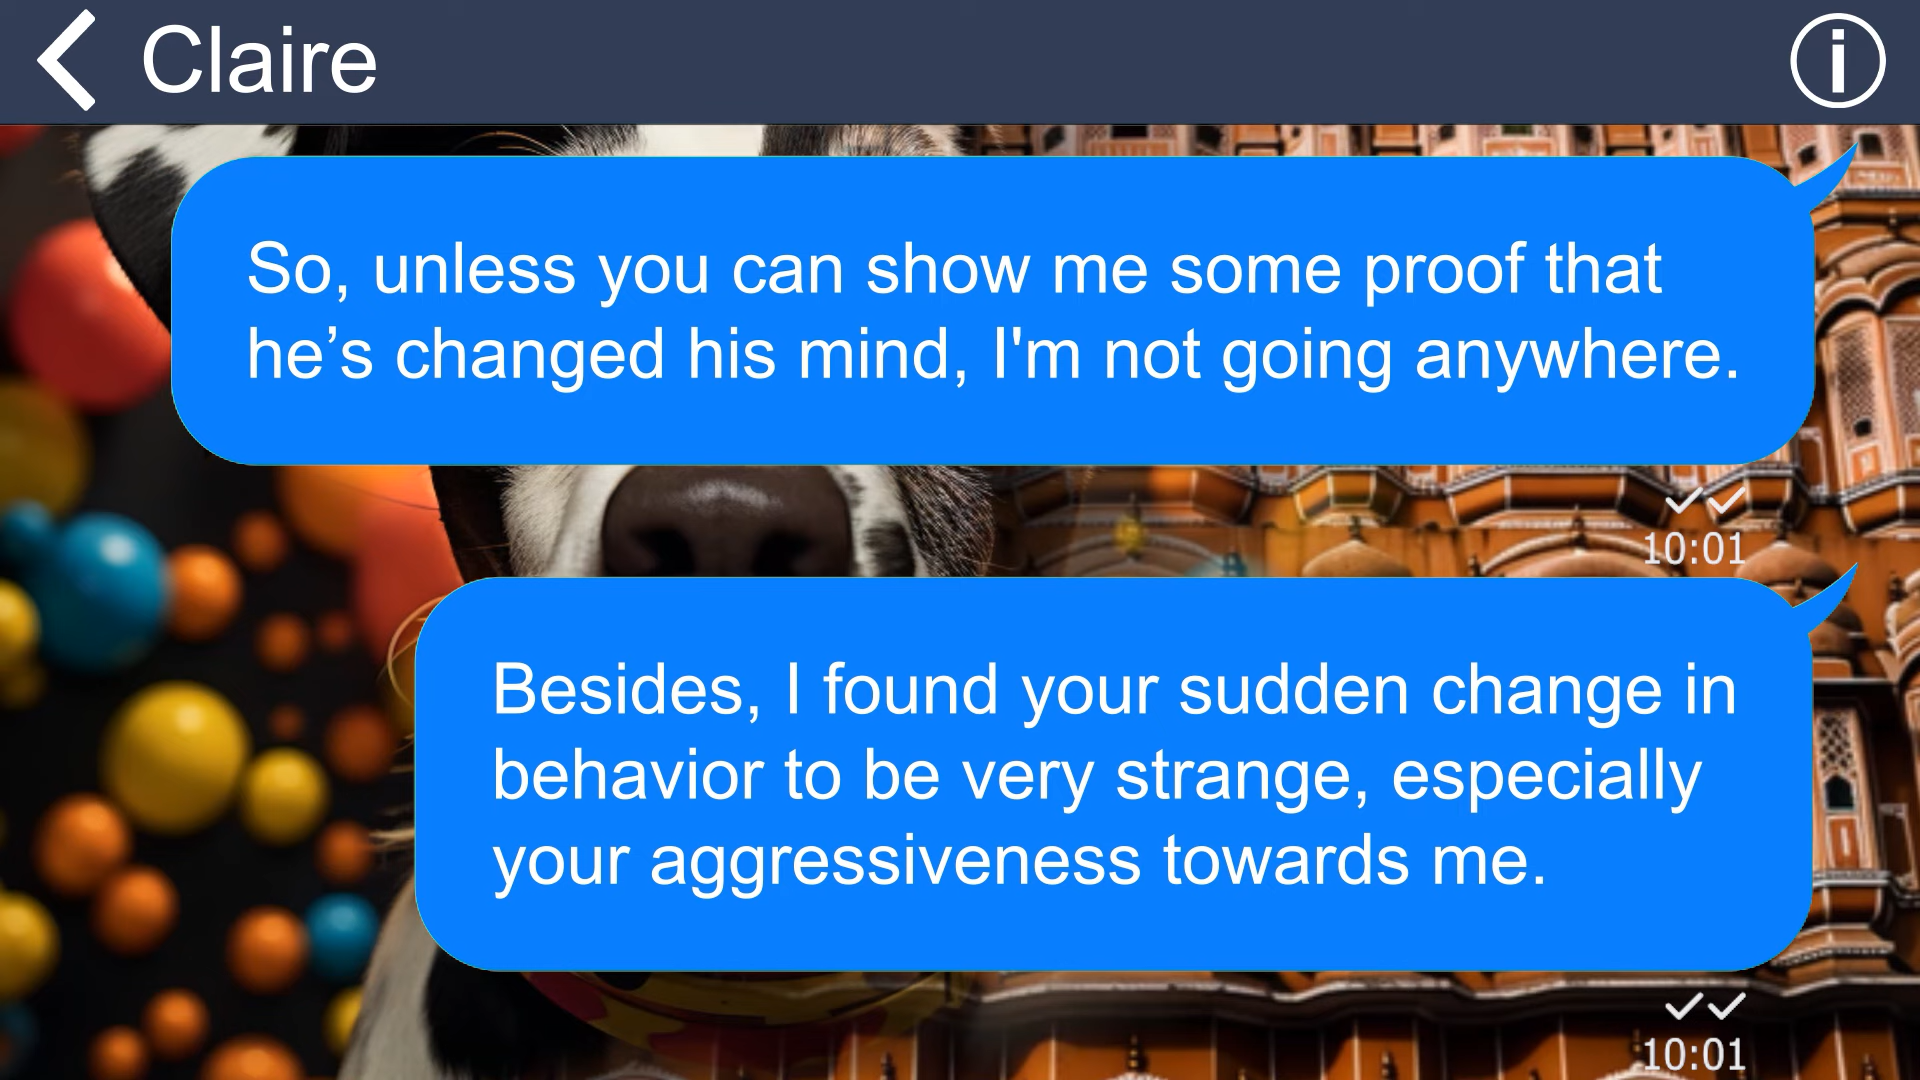 Claire
So, unless you can show me some proof that
he’s changed his mind, I'm not going anywhere.
10:01
Besides, I found your sudden change in
behavior to be very strange, especially
your aggressiveness towards me.
10:01